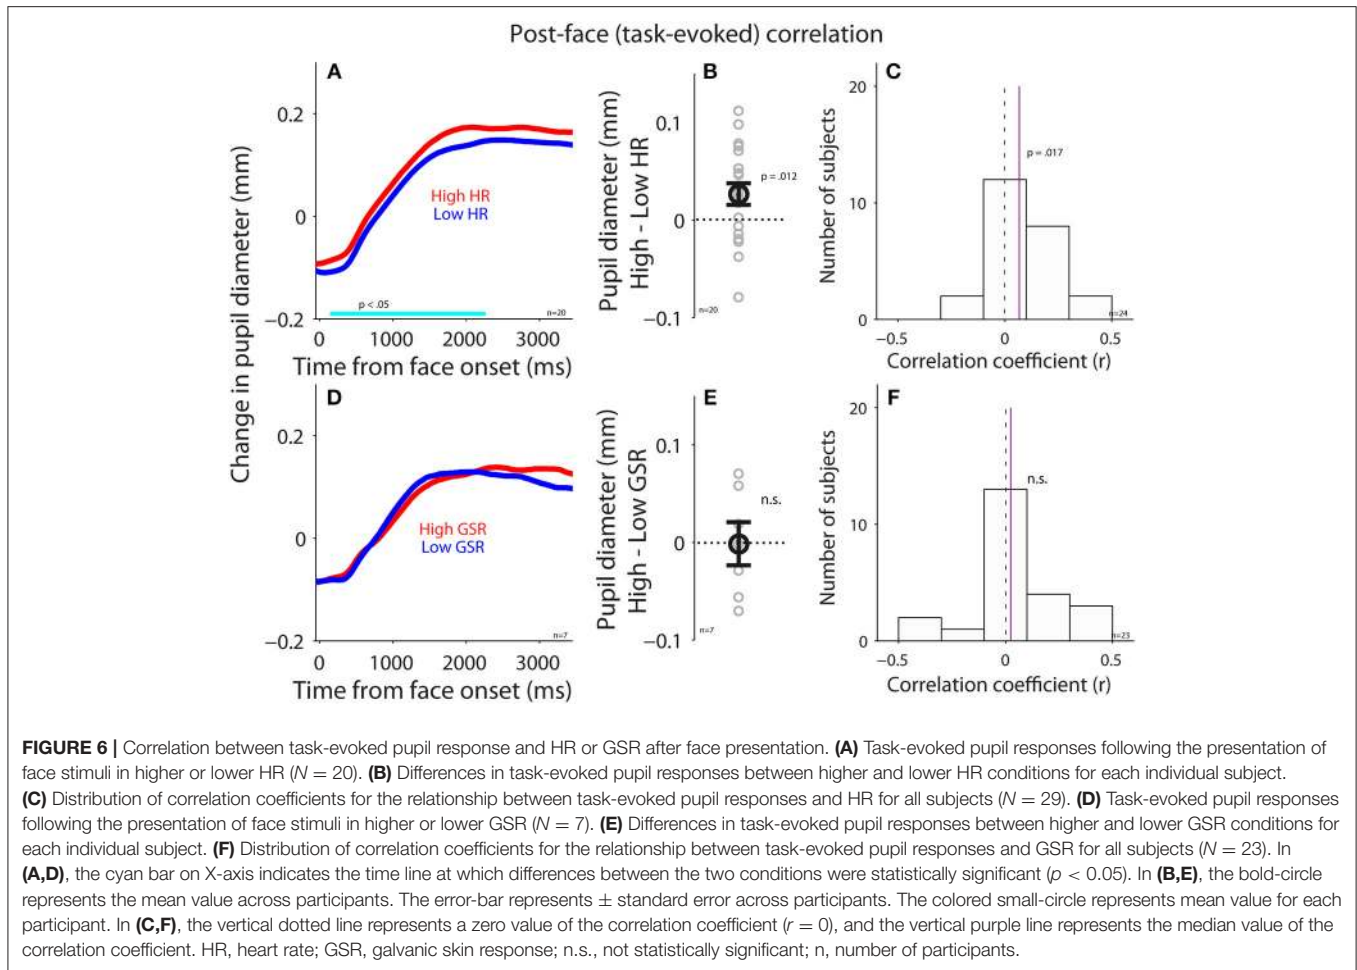 Post-face (task-evoked) correlation
A
Change in pupil diameter (mm)
0.2
0
−0.2
High HR
Low HR
p < .05
n=20
0 1000 2000 3000
Time from face onset (ms)
B
Pupil diameter (mm)
High - Low HR
0.1
0
−0.1
p = .012
n=20
C
Number of subjects
20
10
0
p = .017
n=24
−0.5 0 0.5
Correlation coefficient (r)
D
0.2
0
−0.2
High GSR
Low GSR
n=7
0 1000 2000 3000
Time from face onset (ms)
E
Pupil diameter (mm)
High - Low GSR
0.1
0
−0.1
n.s.
n=7
F
Number of subjects
20
10
0
n.s.
n=23
−0.5 0 0.5
Correlation coefficient (r)
FIGURE 6 | Correlation between task-evoked pupil response and HR or GSR after face presentation. (A) Task-evoked pupil responses following the presentation of
face stimuli in higher or lower HR (N = 20). (B) Differences in task-evoked pupil responses between higher and lower HR conditions for each individual subject.
(C) Distribution of correlation coefficients for the relationship between task-evoked pupil responses and HR for all subjects (N = 29). (D) Task-evoked pupil responses
following the presentation of face stimuli in higher or lower GSR (N = 7). (E) Differences in task-evoked pupil responses between higher and lower GSR conditions for
each individual subject. (F) Distribution of correlation coefficients for the relationship between task-evoked pupil responses and GSR for all subjects (N = 23). In
(A,D), the cyan bar on X-axis indicates the time line at which differences between the two conditions were statistically significant (p < 0.05). In (B,E), the bold-circle
represents the mean value across participants. The error-bar represents ± standard error across participants. The colored small-circle represents mean value for each
participant. In (C,F), the vertical dotted line represents a zero value of the correlation coefficient (r = 0), and the vertical purple line represents the median value of the
correlation coefficient. HR, heart rate; GSR, galvanic skin response; n.s., not statistically significant; n, number of participants.